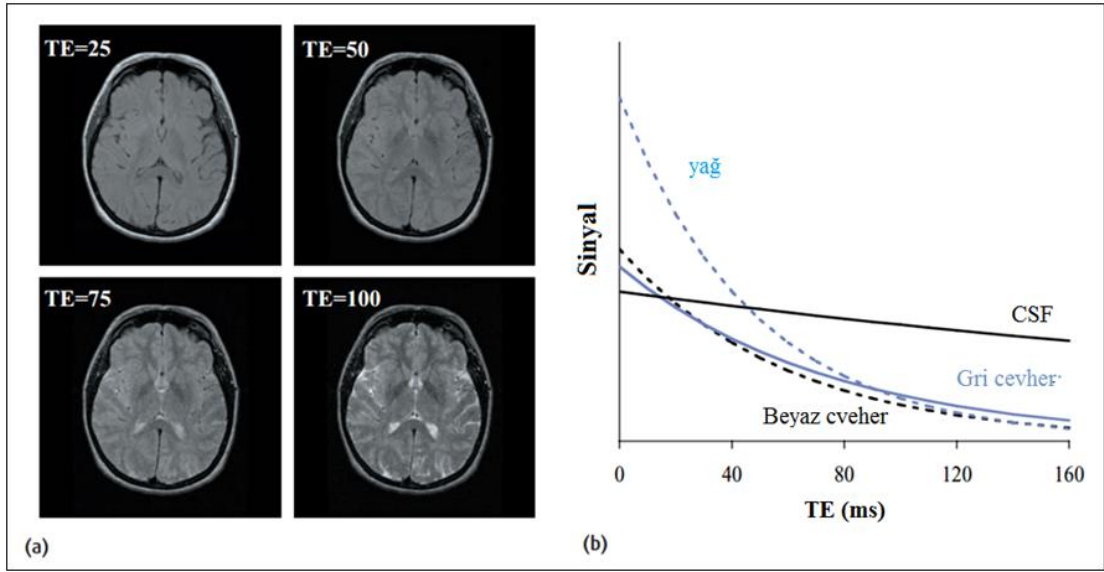 TE=25
TE=50
TE=75
TE=100
(a)
Sinyal
yağ
CSF
Gri cevher
Beyaz cveher
0
40
80
120
160
TE (ms)
(b)